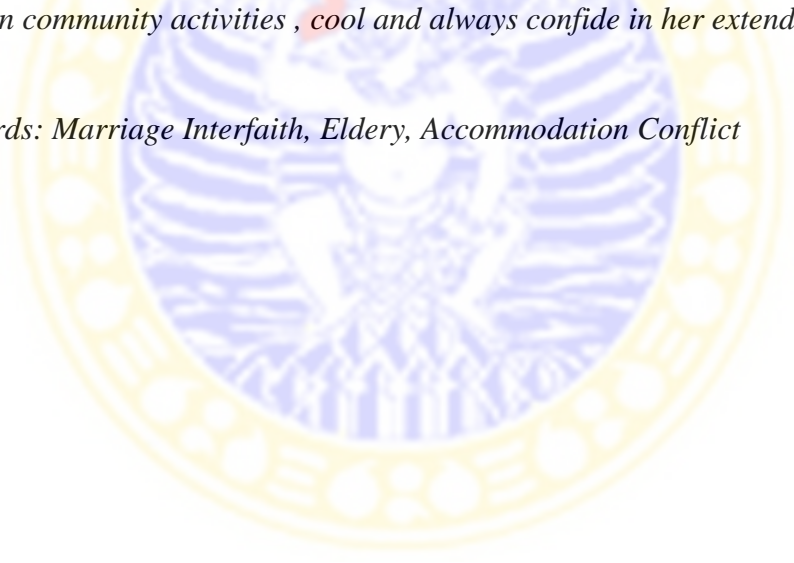 n community activities , cool and always confide in her extend
rds: Marriage Interfaith, Eldery, Accommodation Conflict